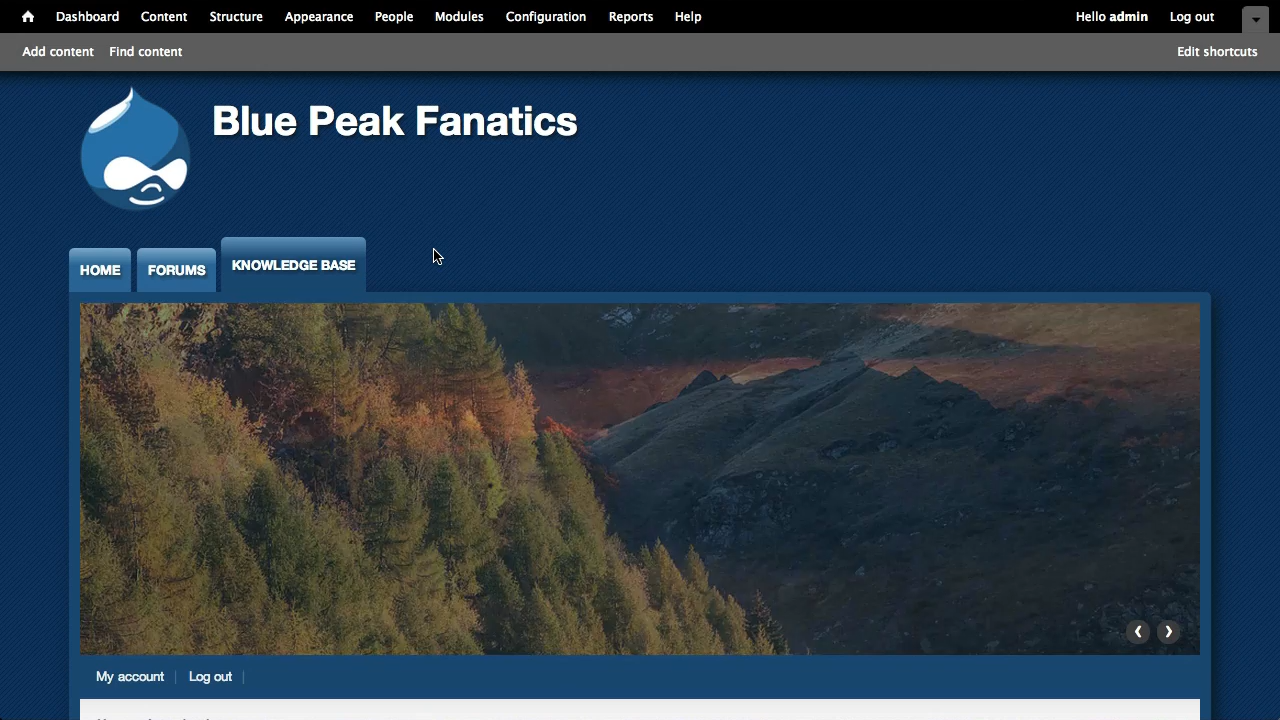 Dashboard Content Structure Appearance People Modules Configuration Reports Help Hello admin Log out
Add content Find content Edit shortcuts
Blue Peak Fanatics
HOME FORUMS KNOWLEDGE BASE
My account Log out